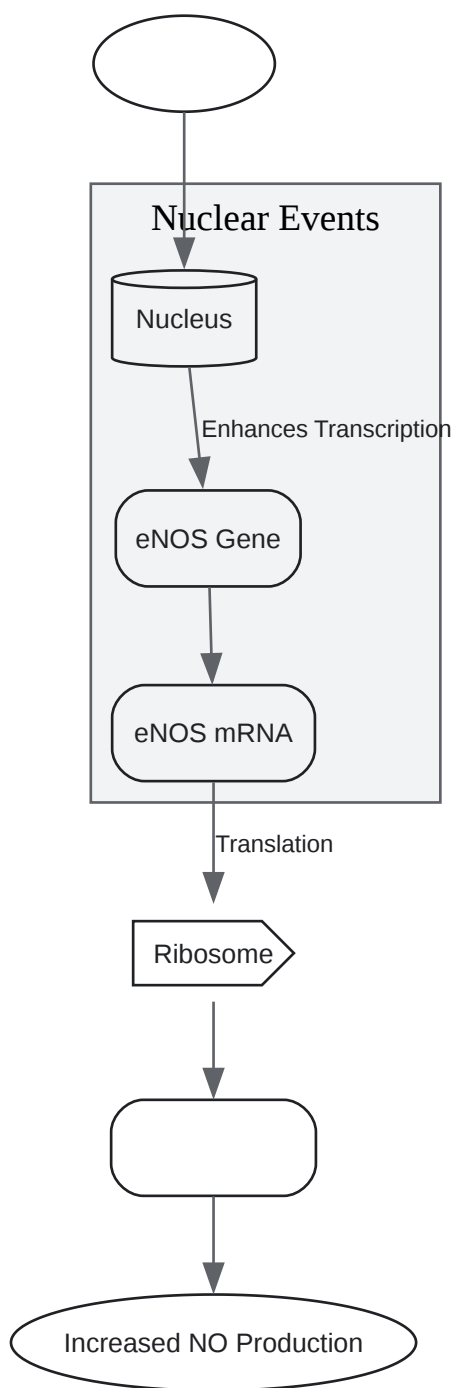 Nuclear Events
Nucleus
Enhances Transcription
eNOS Gene
eNOS mRNA
Translation
Ribosome
Increased NO Production